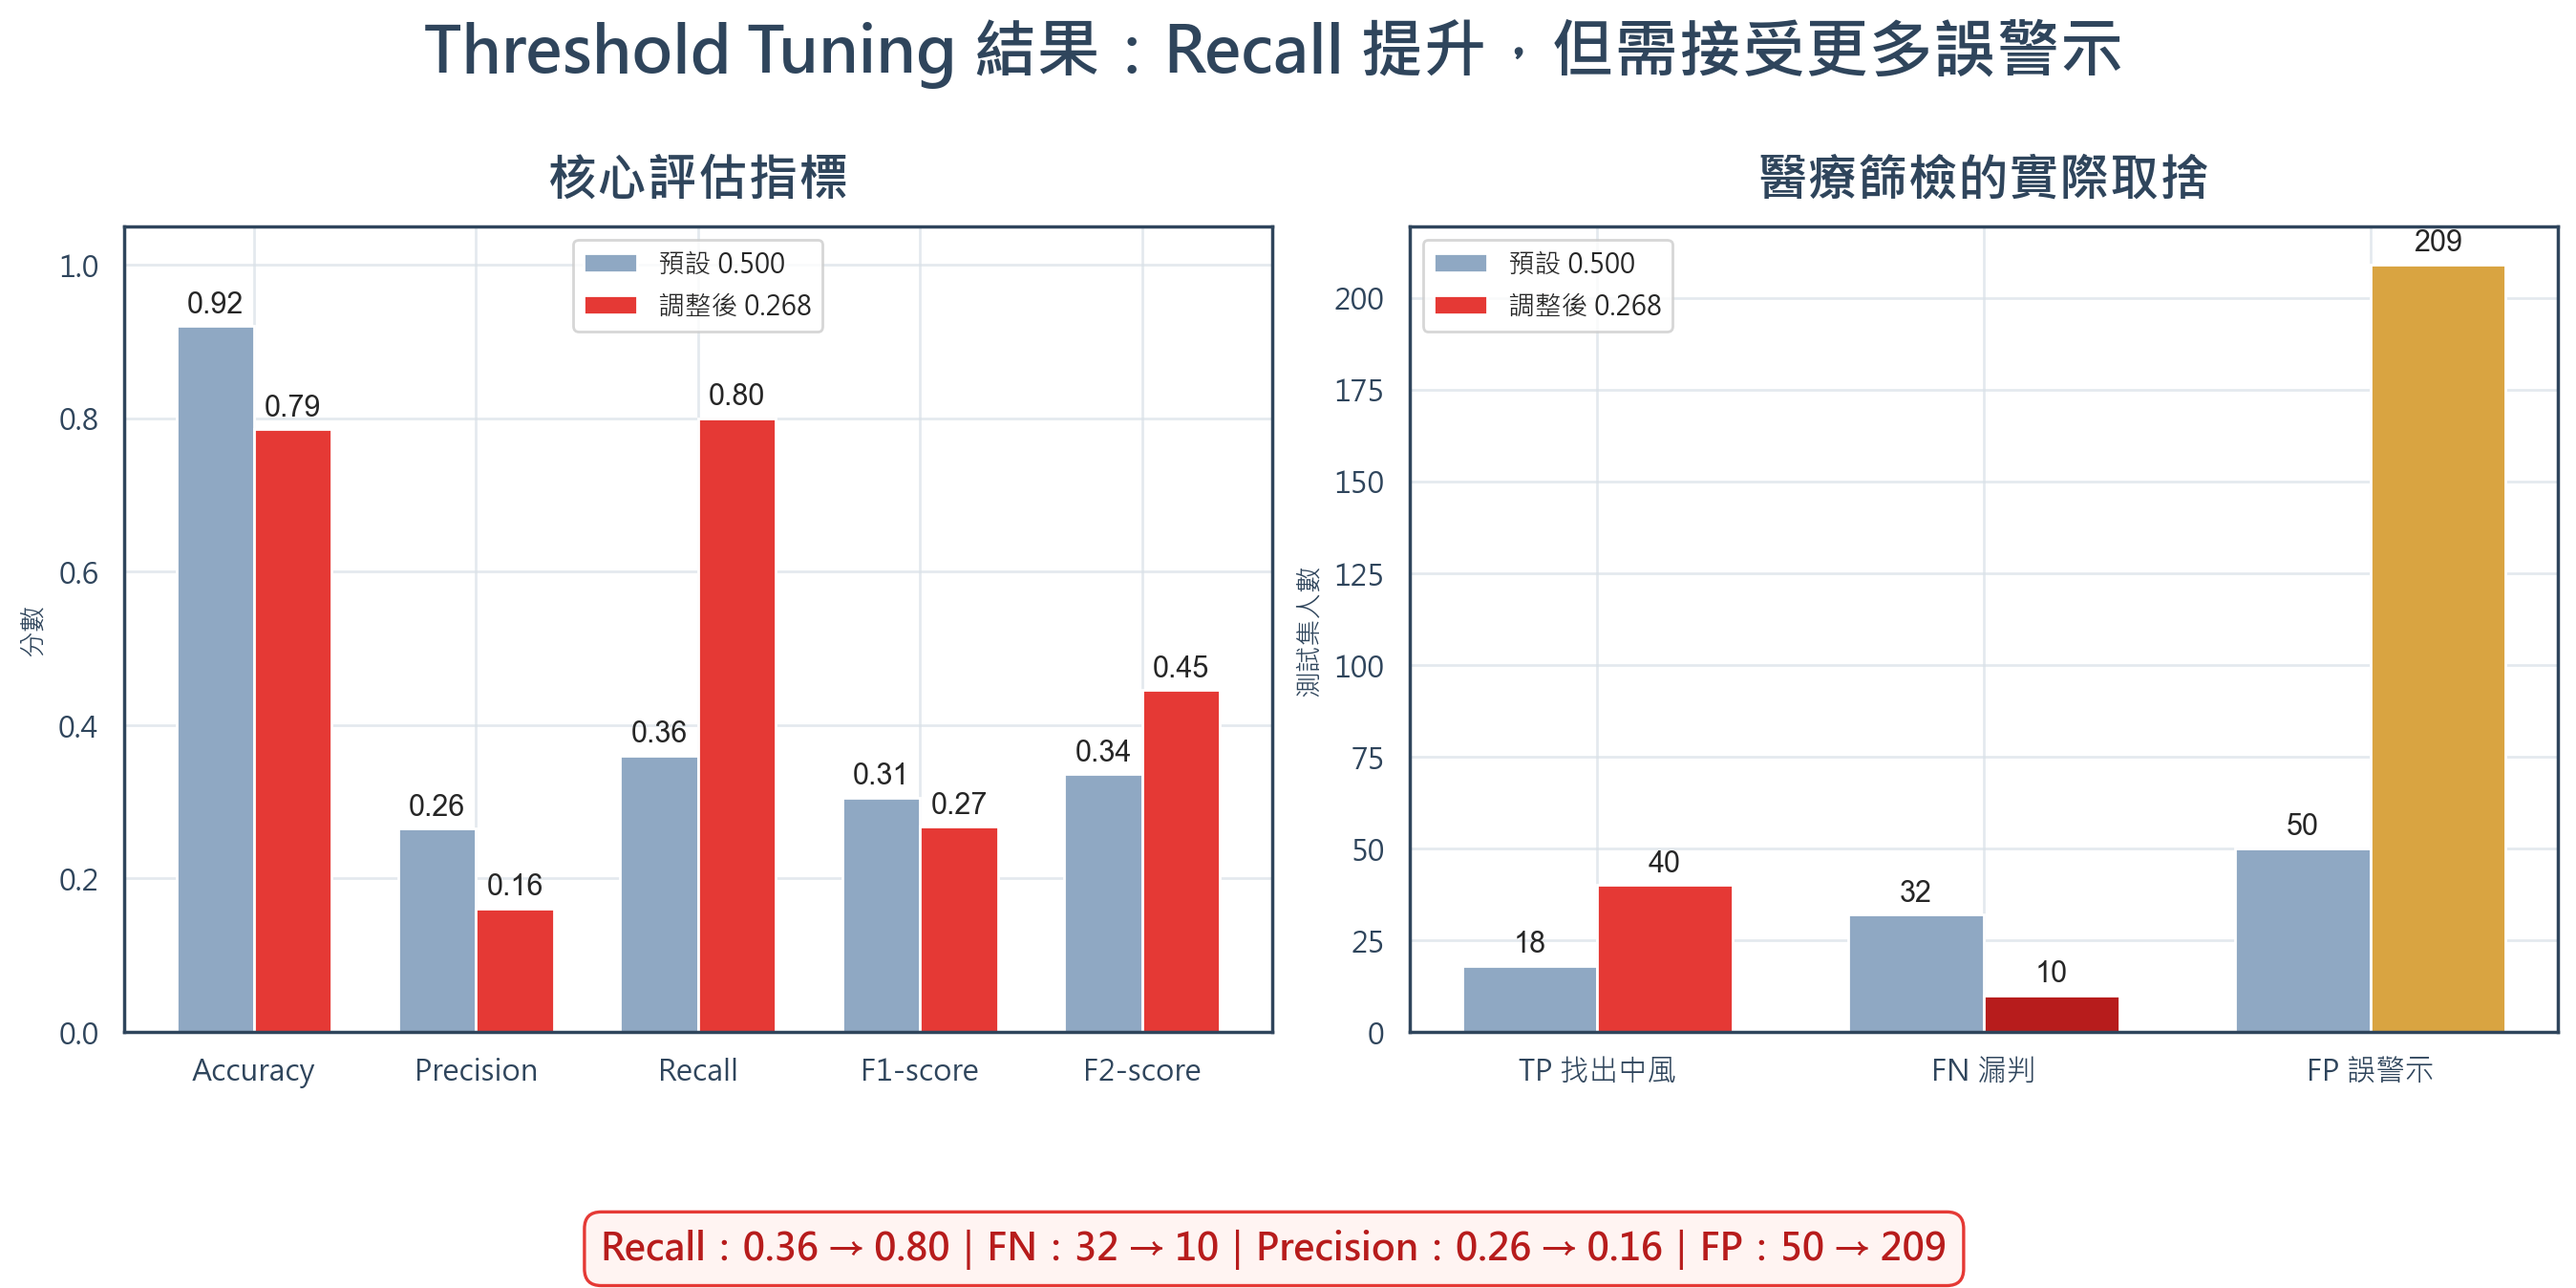 Threshold Tuning 結果：Recall 提升，但需接受更多誤警示
核心評估指標
預設 0.500
調整後 0.268
分數
1.0
0.8
0.6
0.4
0.2
0.0
0.92
0.79
0.26
0.16
0.36
0.80
0.31
0.27
0.34
0.45
Accuracy
Precision
Recall
F1-score
F2-score
醫療篩檢的實際取捨
預設 0.500
調整後 0.268
測試集人數
200
175
150
125
100
75
50
25
0
18
40
32
10
50
209
TP 找出中風
FN 漏判
FP 誤警示
Recall：0.36 → 0.80 | FN：32 → 10 | Precision：0.26 → 0.16 | FP：50 → 209